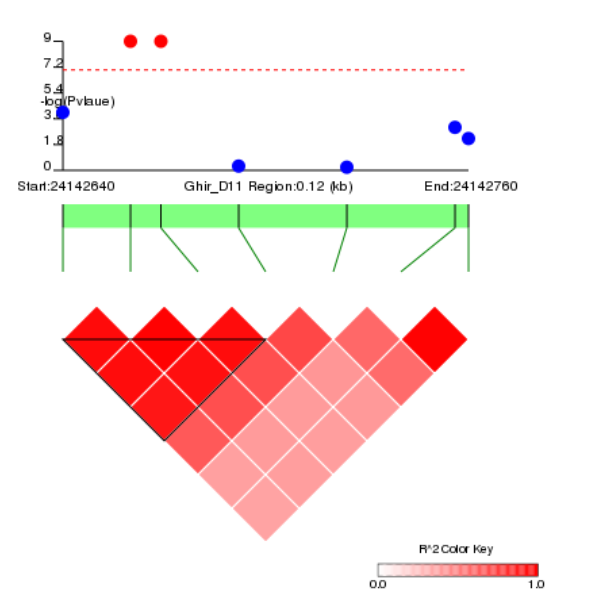 9
7.2
5.4
-log(Pvlaue)
3.
1.8
0
Start:24142640 Ghir_D11 Region:0.12 (kb) End:24142760
R^2 Color Key
0.0 1.0